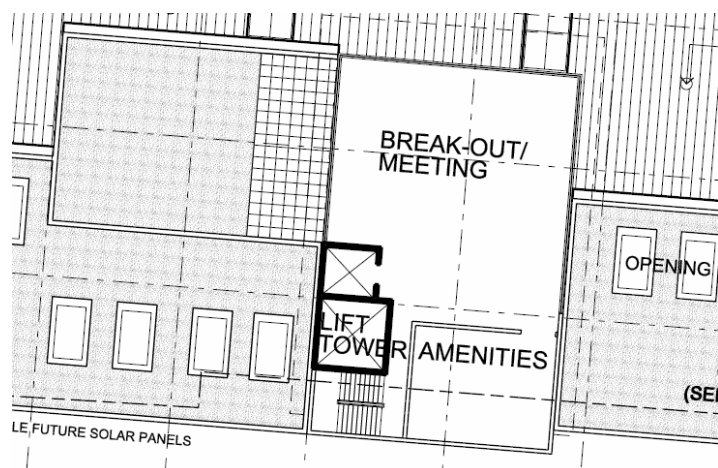 BREAK-OUT/
MEETING
OPENING
LIFT
TOWER
AMENITIES
(SE
LE FUTURE SOLAR PANELS